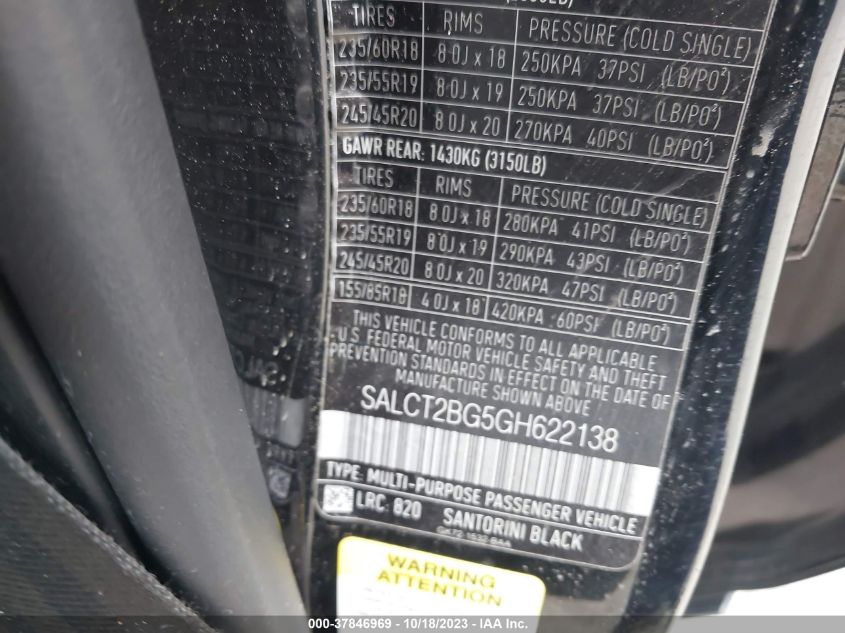 TIRES RIMS PRESSURE (COLD SINGLE)
235/60R18 8.0J x 18 250KPA 37PSI (LB/PO²)
235/55R19 8.0J x 19 250KPA 37PSI (LB/PO²)
245/45R20 8.0J x 20 270KPA 40PSI (LB/PO²)
GAWR REAR: 1430KG (3150LB)
TIRES RIMS PRESSURE (COLD SINGLE)
235/60R18 8.0J x 18 280KPA 41PSI (LB/PO²)
235/55R19 8.0J x 19 290KPA 43PSI (LB/PO²)
245/45R20 8.0J x 20 320KPA 47PSI (LB/PO²)
155/85R18 4.0J x 18 420KPA 60PSI (LB/PO²)
THIS VEHICLE CONFORMS TO ALL APPLICABLE
U.S. FEDERAL MOTOR VEHICLE SAFETY AND THEFT
PREVENTION STANDARDS IN EFFECT ON THE DATE OF
MANUFACTURE SHOWN ABOVE
SALCT2BG5GH622138
TYPE: MULTI-PURPOSE PASSENGER VEHICLE
LRC: 820 SANTORINI BLACK
WARNING
ATTENTION
000-37846969 - 10/18/2023 - IAAI.COM